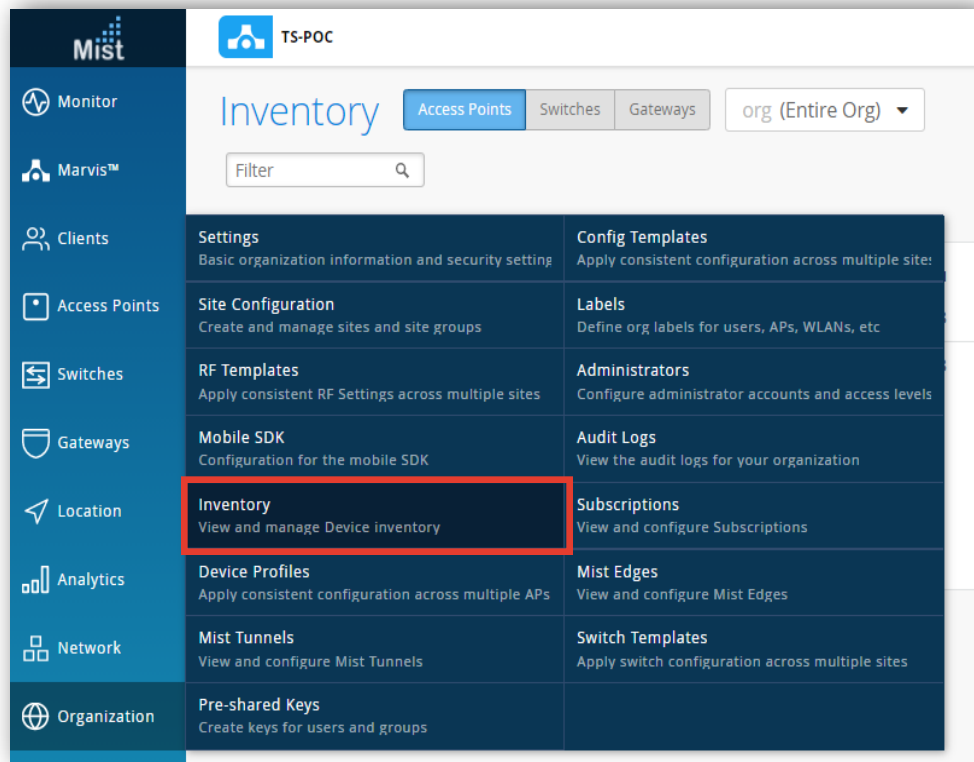 Mist
TS-POC
Monitor
Marvis™
Clients
Access Points
Switches
Gateways
Location
Analytics
Network
Organization
Inventory
Access Points
Switches
Gateways
org (Entire Org)
Filter
Settings
Basic organization information and security setting
Config Templates
Apply consistent configuration across multiple sites
Site Configuration
Create and manage sites and site groups
Labels
Define org labels for users, APs, WLANs, etc
RF Templates
Apply consistent RF Settings across multiple sites
Administrators
Configure administrator accounts and access levels
Mobile SDK
Configuration for the mobile SDK
Audit Logs
View the audit logs for your organization
Inventory
View and manage Device inventory
Subscriptions
View and configure Subscriptions
Device Profiles
Apply consistent configuration across multiple APs
Mist Edges
View and configure Mist Edges
Mist Tunnels
View and configure Mist Tunnels
Switch Templates
Apply switch configuration across multiple sites
Pre-shared Keys
Create keys for users and groups